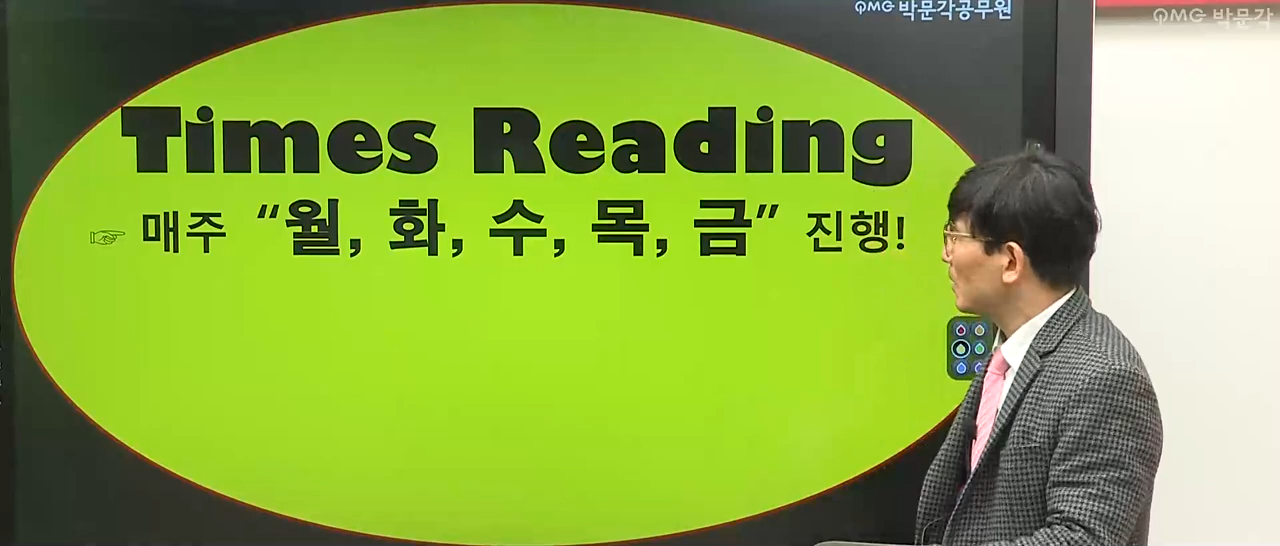 PMG 박문각공무원
PMG 박문각
Times Reading
☞ 매주 “월, 화, 수, 목, 금” 진행!